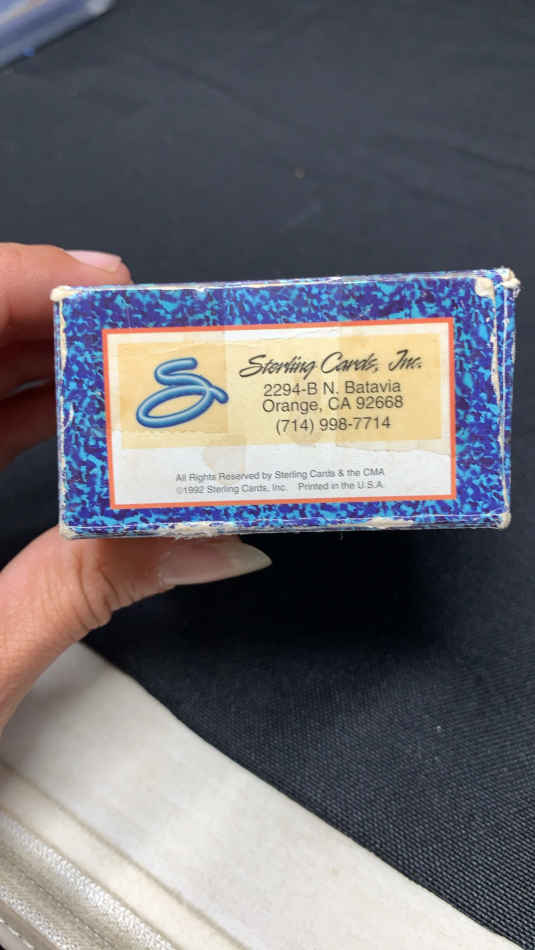 Sterling Cards, Inc.
2294-B N. Batavia
Orange, CA 92668
(714) 998-7714
All Rights Reserved by Sterling Cards & the CMA
©1992 Sterling Cards, Inc. Printed in the U.S.A.